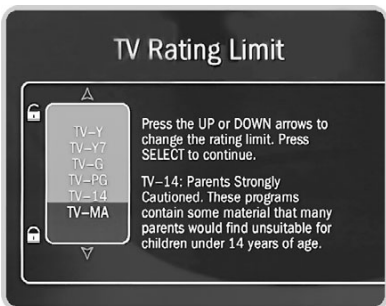 TV Rating Limit
TV-Y
TV-Y7
TV-G
TV-PG
TV-14
TV-MA
Press the UP or DOWN arrows to
change the rating limit. Press
SELECT to continue.
TV-14: Parents Strongly
Cautioned. These programs
contain some material that many
parents would find unsuitable for
children under 14 years of age.